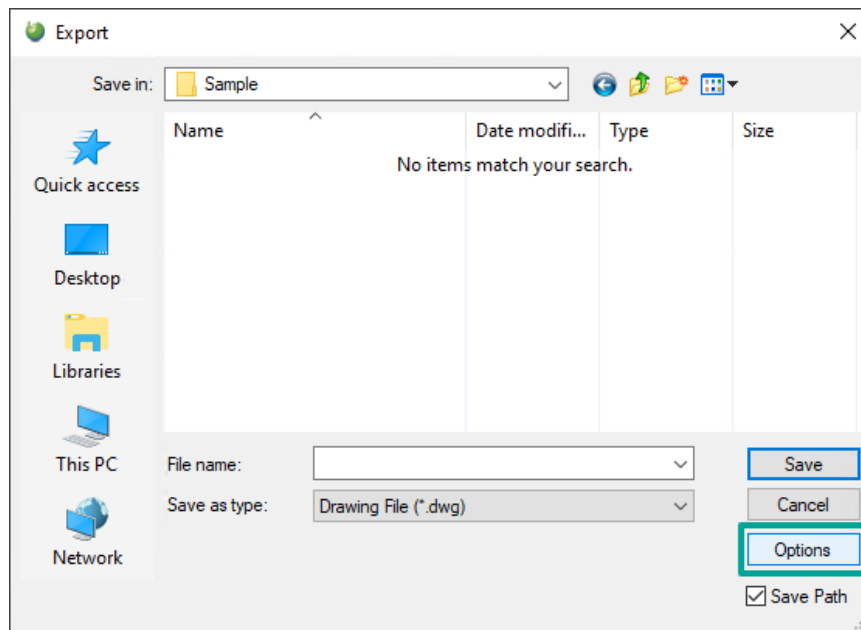 Export
Save in: Sample
Name Date modifi... Type Size
No items match your search.
Quick access
Desktop
Libraries
This PC
Network
File name: Save
Save as type: Drawing File (*.dwg) Cancel
Options
Save Path